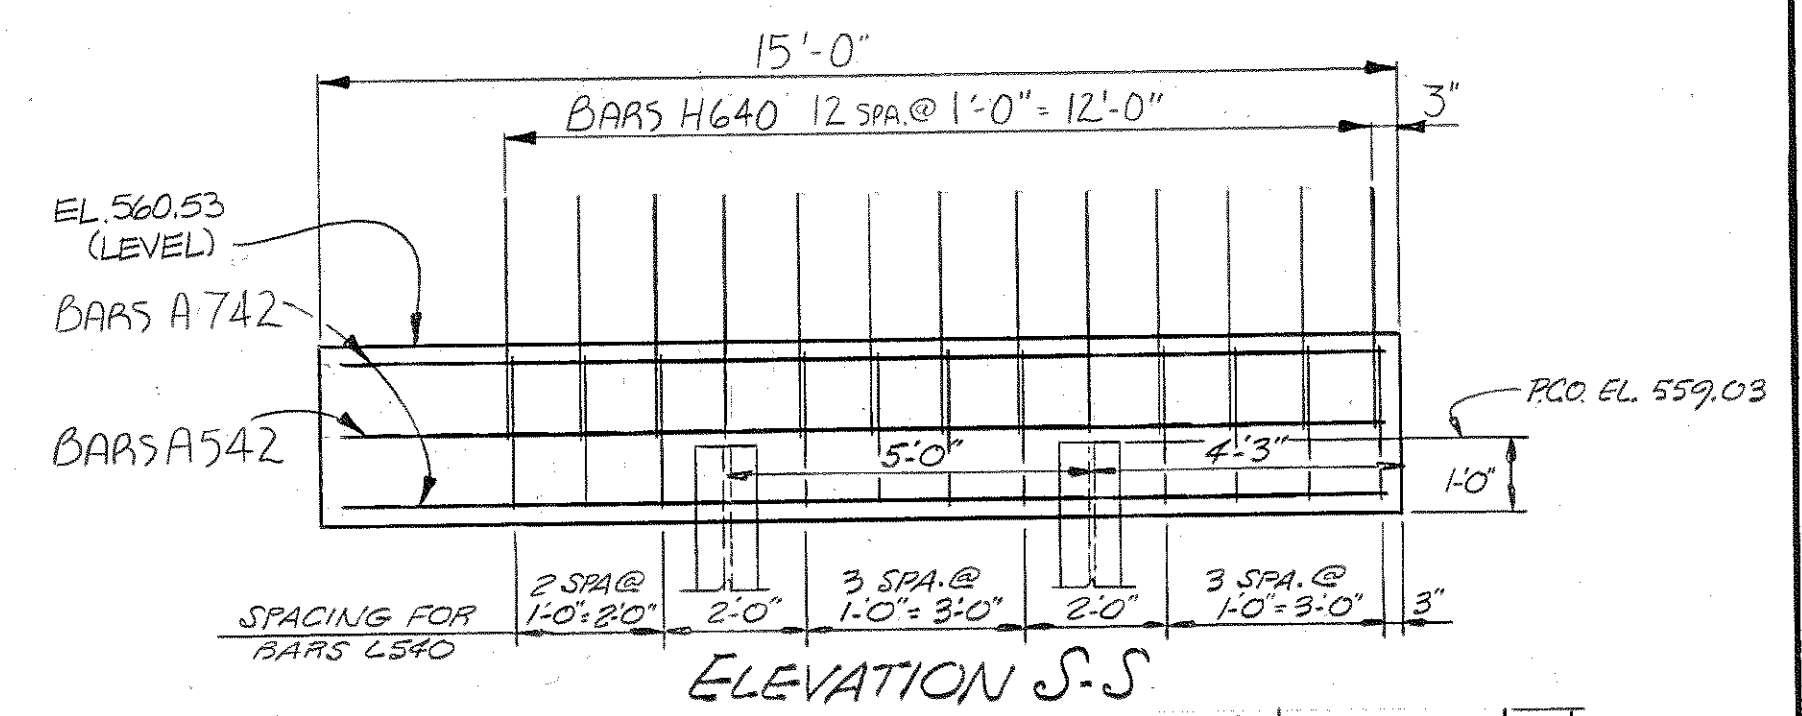 15'-0"
BARS H640 12 SPA.@ 1'-0" = 12'-0"
3"
EL. 560.53
(LEVEL)
BARS A742
BARS A542
P.C.O. EL. 559.03
5'-0"
4'-3"
1'-0"
2 SPA @
1'-0" = 2'-0"
2'-0"
3 SPA. @
1'-0" = 3'-0"
2'-0"
3 SPA. @
1'-0" = 3'-0"
3"
SPACING FOR
BARS L540
ELEVATION S-S